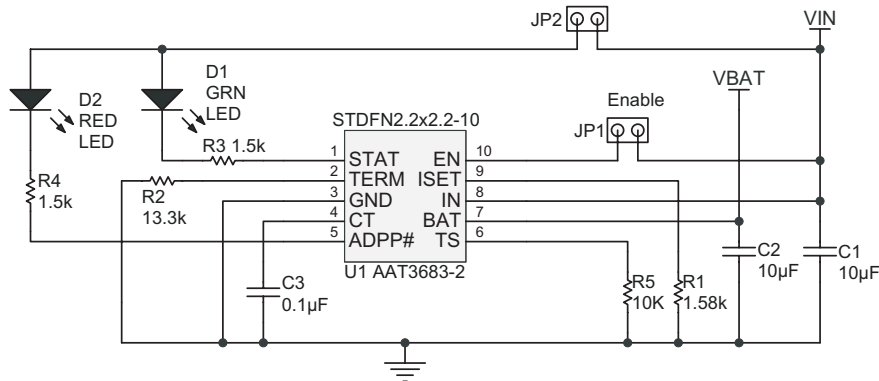 JP2
VIN
VBAT
D1
GRN
LED
D2
RED
LED
Enable
JP1
STDFN2.2x2.2-10
R3 1.5k
1 STAT EN 10
2 TERM ISET 9
3 GND IN 8
4 CT BAT 7
5 ADPP# TS 6
U1 AAT3683-2
R4
1.5k
R2
13.3k
C3
0.1µF
R5
10K
R1
1.58k
C2
10µF
C1
10µF